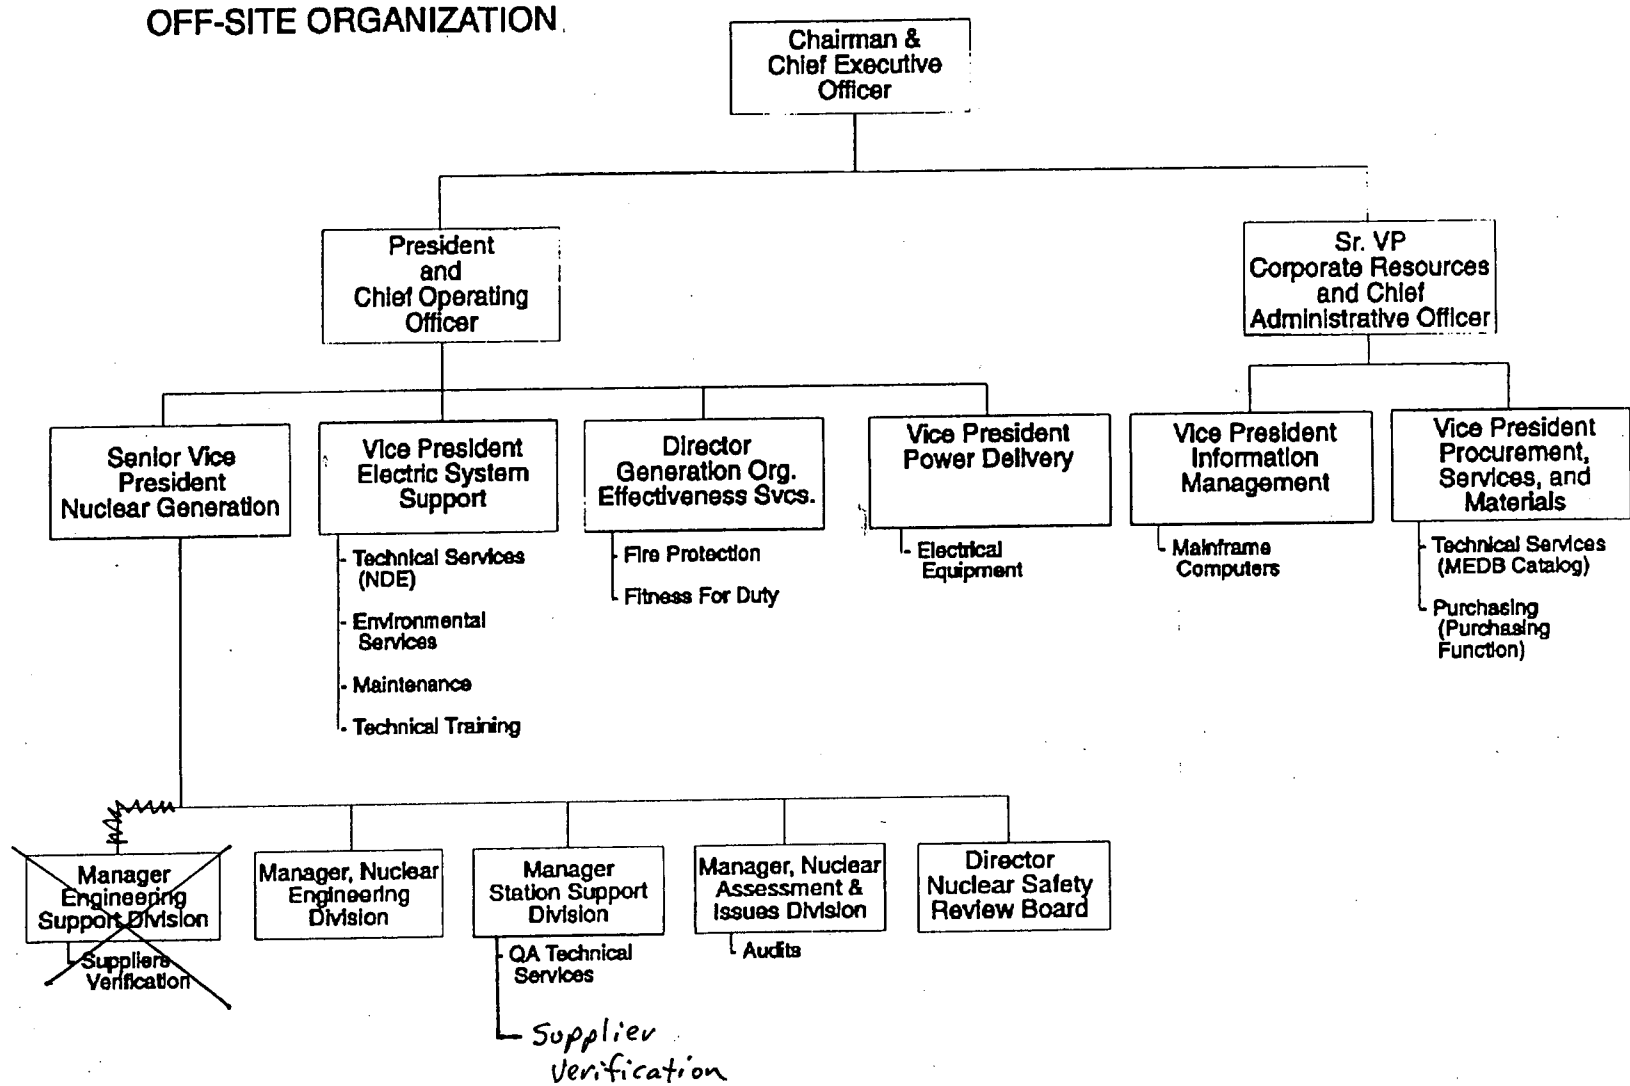 OFF-SITE ORGANIZATION
Chairman &
Chief Executive
Officer
President
and
Chief Operating
Officer
Sr. VP
Corporate Resources
and Chief
Administrative Officer
Senior Vice
President
Nuclear Generation
Vice President
Electric System
Support
- Technical Services
(NDE)
- Environmental
Services
- Maintenance
- Technical Training
Director
Generation Org.
Effectiveness Svcs.
- Fire Protection
- Fitness For Duty
Vice President
Power Delivery
- Electrical
Equipment
Vice President
Information
Management
- Mainframe
Computers
Vice President
Procurement,
Services, and
Materials
- Technical Services
(MEDB Catalog)
- Purchasing
(Purchasing
Function)
Manager
Engineering
Support Division
- Suppliers
Verification
Manager, Nuclear
Engineering
Division
Manager
Station Support
Division
- QA Technical
Services
- Supplier
Verification
Manager, Nuclear
Assessment &
Issues Division
- Audits
Director
Nuclear Safety
Review Board